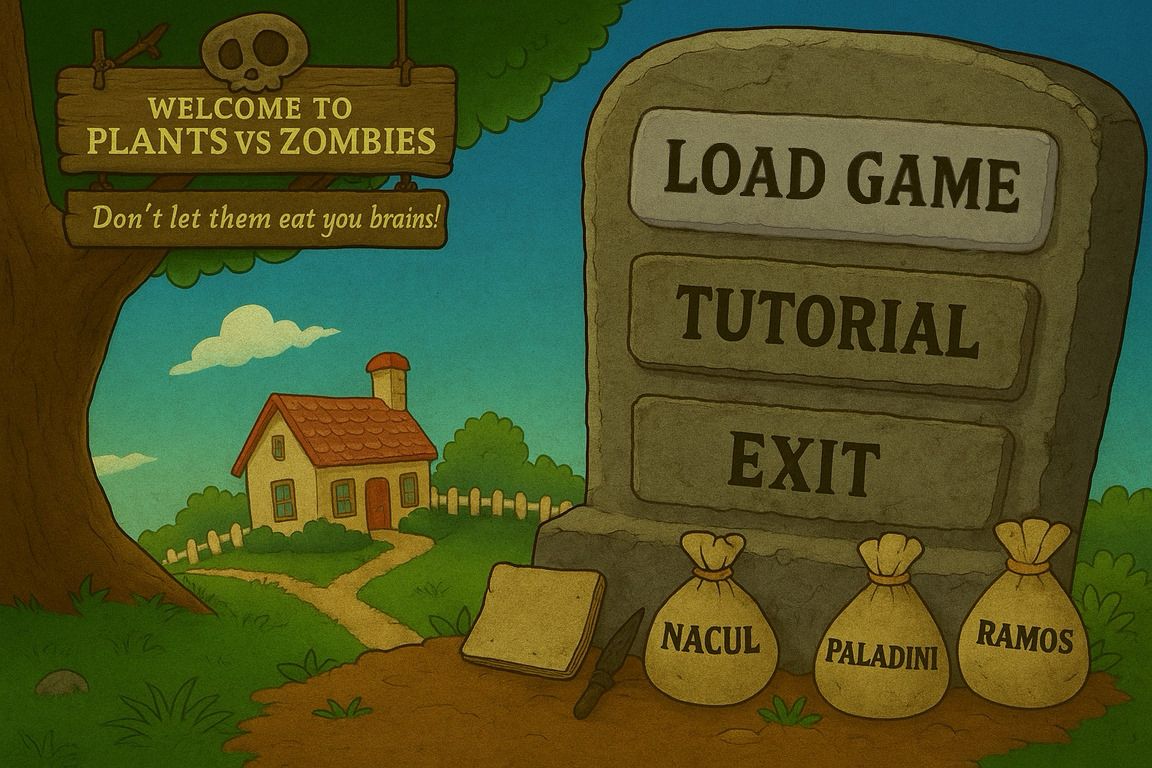 WELCOME TO
PLANTS VS ZOMBIES
Don't let them eat you brains!
LOAD GAME
TUTORIAL
EXIT
NACUL
PALADINI
RAMOS